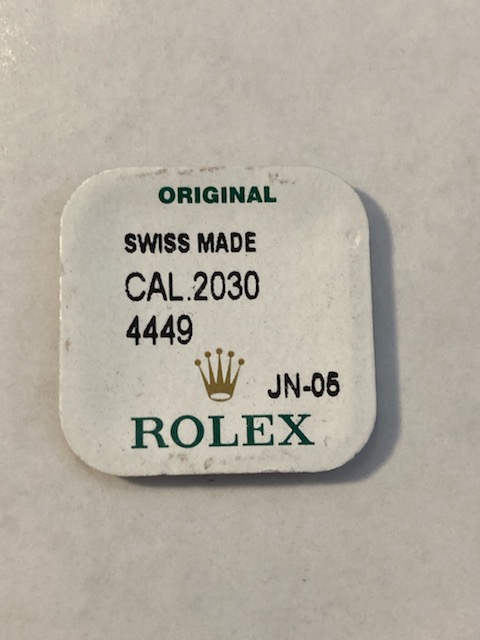 ORIGINAL
SWISS MADE
CAL.2030
4449
JN-05
ROLEX